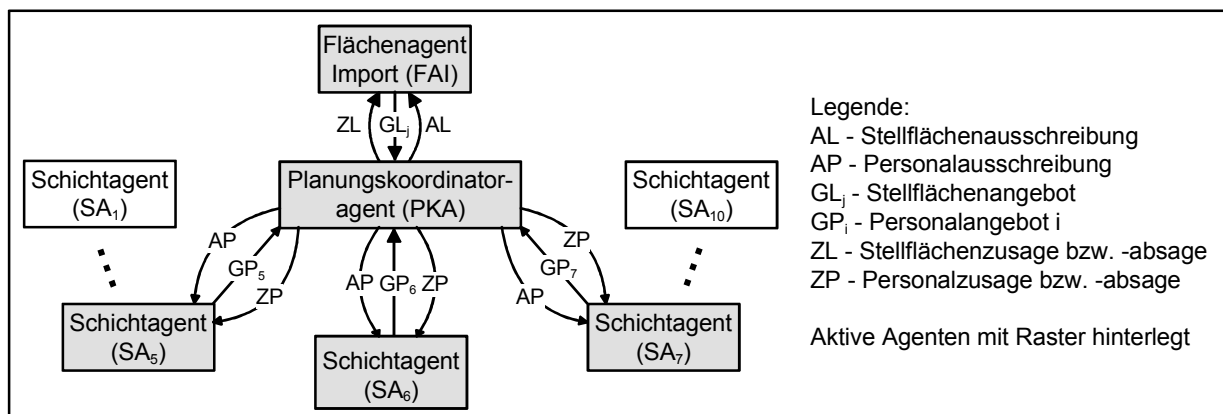 Flächenagent
Import (FAI)
ZL
GLj
AL
Schichtagent
(SA1)
Planungskoordinator-
agent (PKA)
Schichtagent
(SA10)
AP
GP5
ZP
AP
GP6
ZP
ZP
GP7
AP
Schichtagent
(SA5)
Schichtagent
(SA6)
Schichtagent
(SA7)
Legende:
AL - Stellflächenausschreibung
AP - Personalausschreibung
GLj - Stellflächenangebot
GPi - Personalangebot i
ZL - Stellflächenzusage bzw. -absage
ZP - Personalzusage bzw. -absage
Aktive Agenten mit Raster hinterlegt